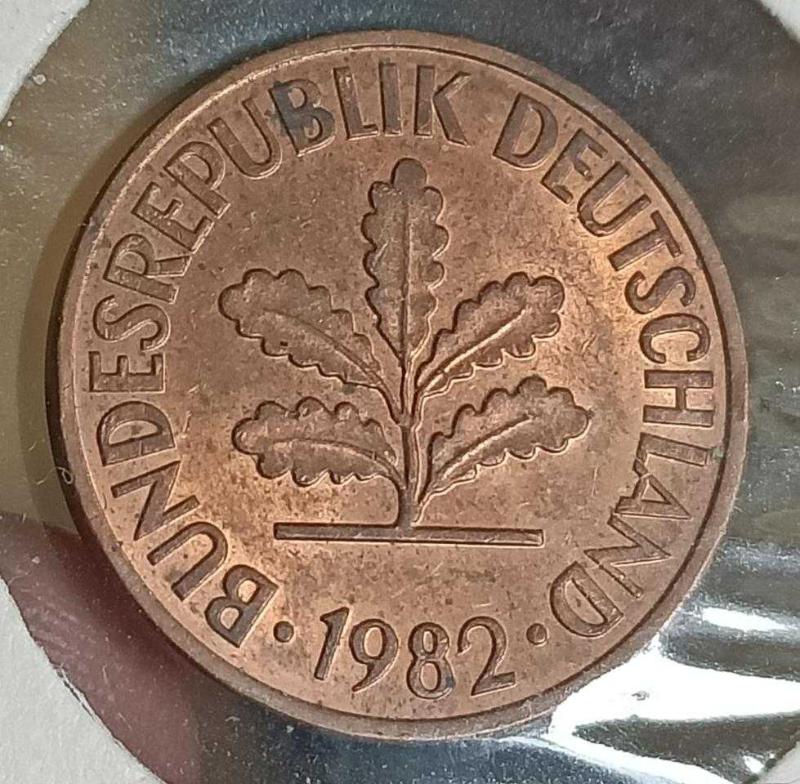 BUNDESREPUBLIK DEUTSCHLAND
· 1982 ·